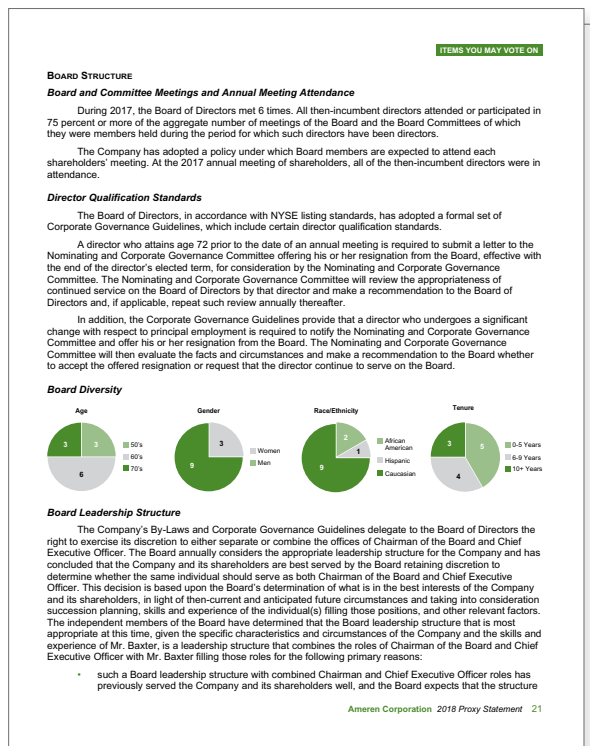 ITEMS YOU MAY VOTE ON
BOARD STRUCTURE
Board and Committee Meetings and Annual Meeting Attendance
During 2017, the Board of Directors met 6 times. All then-incumbent directors attended or participated in
75 percent or more of the aggregate number of meetings of the Board and the Board Committees of which
they were members held during the period for which such directors have been directors.
The Company has adopted a policy under which Board members are expected to attend each
shareholders' meeting. At the 2017 annual meeting of shareholders, all of the then-incumbent directors were in
attendance.
Director Qualification Standards
The Board of Directors, in accordance with NYSE listing standards, has adopted a formal set of
Corporate Governance Guidelines, which include certain director qualification standards.
A director who attains age 72 prior to the date of an annual meeting is required to submit a letter to the
Nominating and Corporate Governance Committee offering his or her resignation from the Board, effective with
the end of the director's elected term, for consideration by the Nominating and Corporate Governance
Committee. The Nominating and Corporate Governance Committee will review the appropriateness of
continued service on the Board of Directors by that director and make a recommendation to the Board of
Directors and, if applicable, repeat such review annually thereafter.
In addition, the Corporate Governance Guidelines provide that a director who undergoes a significant
change with respect to principal employment is required to notify the Nominating and Corporate Governance
Committee and offer his or her resignation from the Board. The Nominating and Corporate Governance
Committee will then evaluate the facts and circumstances and make a recommendation to the Board whether
to accept the offered resignation or request that the director continue to serve on the Board.
Board Diversity
Age
3
3
6
50's
60's
70's
Gender
3
9
Women
Men
Race/Ethnicity
2
1
9
African
American
Hispanic
Caucasian
Tenure
3
5
4
0-5 Years
6-9 Years
10+ Years
Board Leadership Structure
The Company's By-Laws and Corporate Governance Guidelines delegate to the Board of Directors the
right to exercise its discretion to either separate or combine the offices of Chairman of the Board and Chief
Executive Officer. The Board annually considers the appropriate leadership structure for the Company and has
concluded that the Company and its shareholders are best served by the Board retaining discretion to
determine whether the same individual should serve as both Chairman of the Board and Chief Executive
Officer. This decision is based upon the Board's determination of what is in the best interests of the Company
and its shareholders, in light of then-current and anticipated future circumstances and taking into consideration
succession planning, skills and experience of the individual(s) filling those positions, and other relevant factors.
The independent members of the Board have determined that the Board leadership structure that is most
appropriate at this time, given the specific characteristics and circumstances of the Company and the skills and
experience of Mr. Baxter, is a leadership structure that combines the roles of Chairman of the Board and Chief
Executive Officer with Mr. Baxter filling those roles for the following primary reasons:
• such a Board leadership structure with combined Chairman and Chief Executive Officer roles has
previously served the Company and its shareholders well, and the Board expects that the structure
Ameren Corporation 2018 Proxy Statement 21